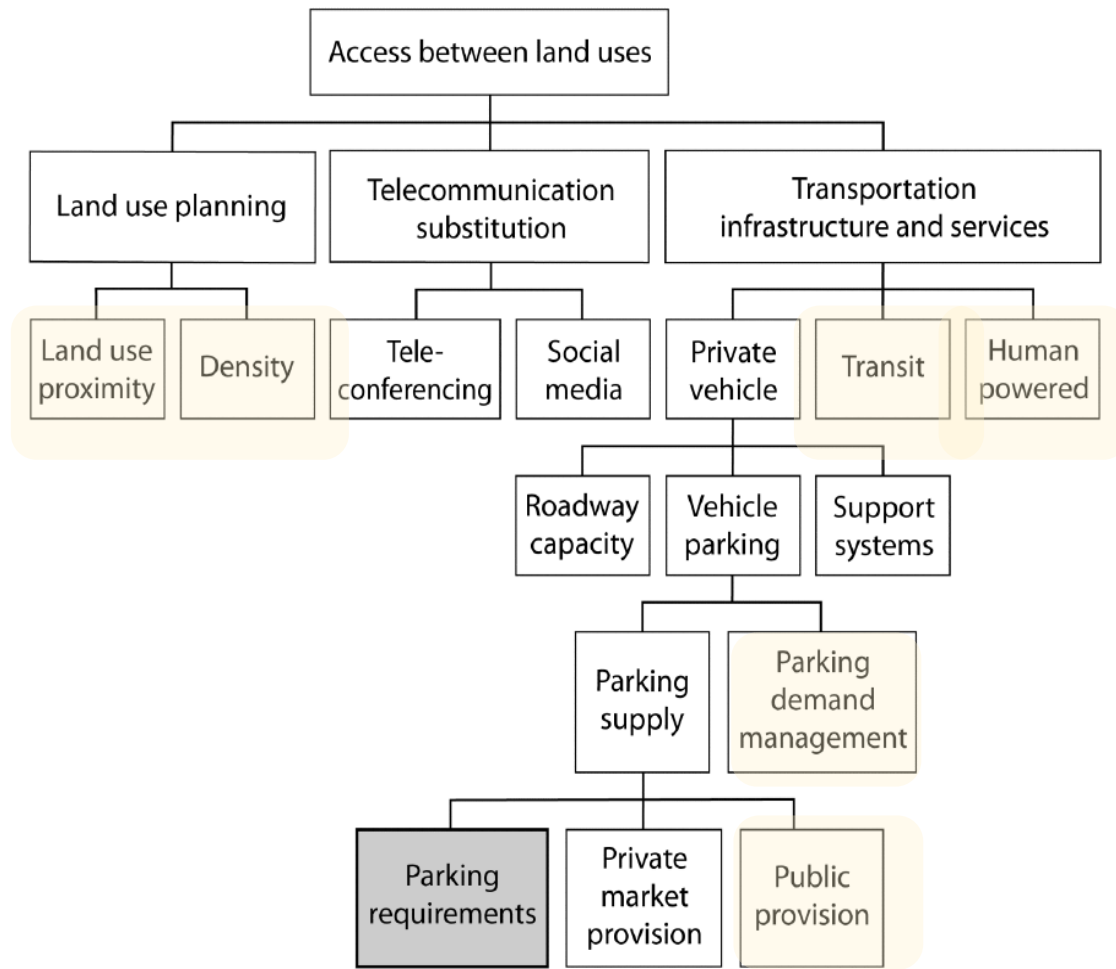 Access between land uses
Land use planning
Telecommunication
substitution
Transportation
infrastructure and services
Land use
proximity
Density
Tele-
conferencing
Social
media
Private
vehicle
Transit
Human
powered
Roadway
capacity
Vehicle
parking
Support
systems
Parking
supply
Parking
demand
management
Parking
requirements
Private
market
provision
Public
provision